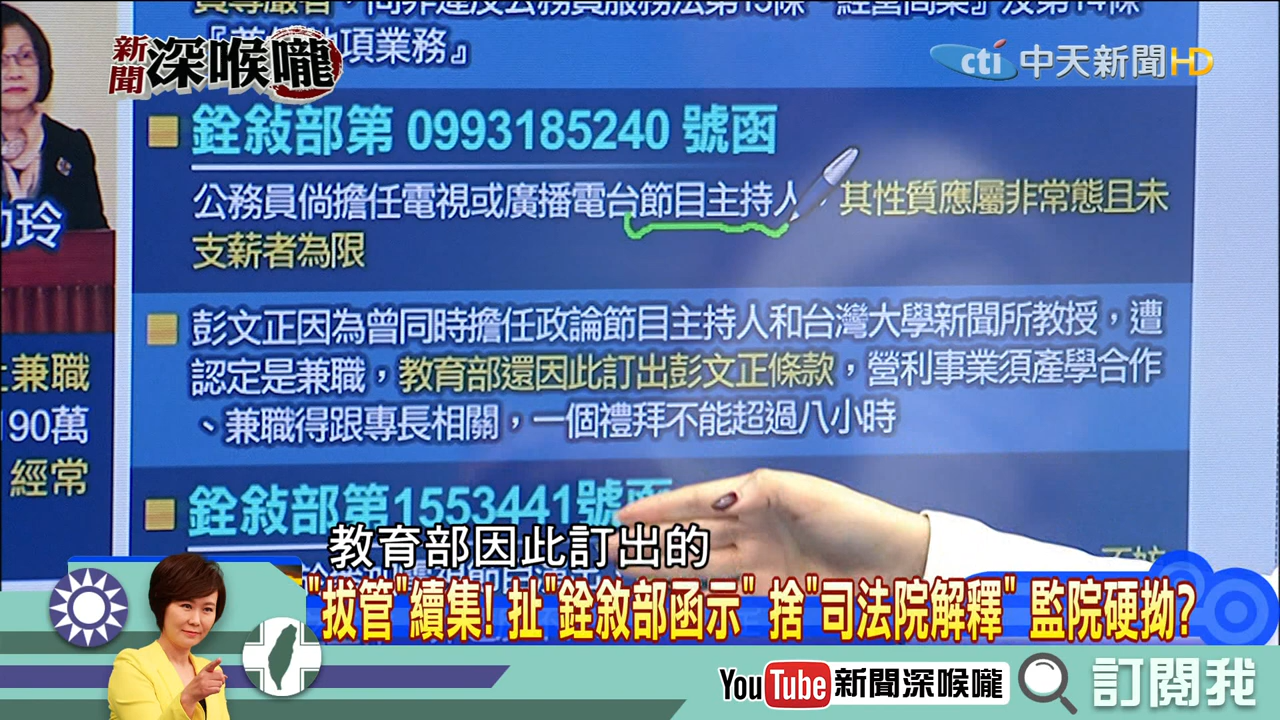 新聞深喉嚨
cti 中天新聞HD
項業務』
銓敍部第 0993185240 號函
公務員倘擔任電視或廣播電台節目主持人
其性質應屬非常態且未
支薪者為限
玲
彭文正因為曾同時擔任政論節目主持人和台灣大學新聞所教授，遭
認定是兼職，教育部還因此訂出彭文正條款，營利事業須產學合作
、兼職得跟專長相關，一個禮拜不能超過八小時
兼職
90萬
經常
銓敍部第1553441號函
教育部因此訂出的
"拔管"續集! 扯"銓敘部函示" 捨"司法院解釋" 監院硬拗?
YouTube 新聞深喉嚨 訂閱我